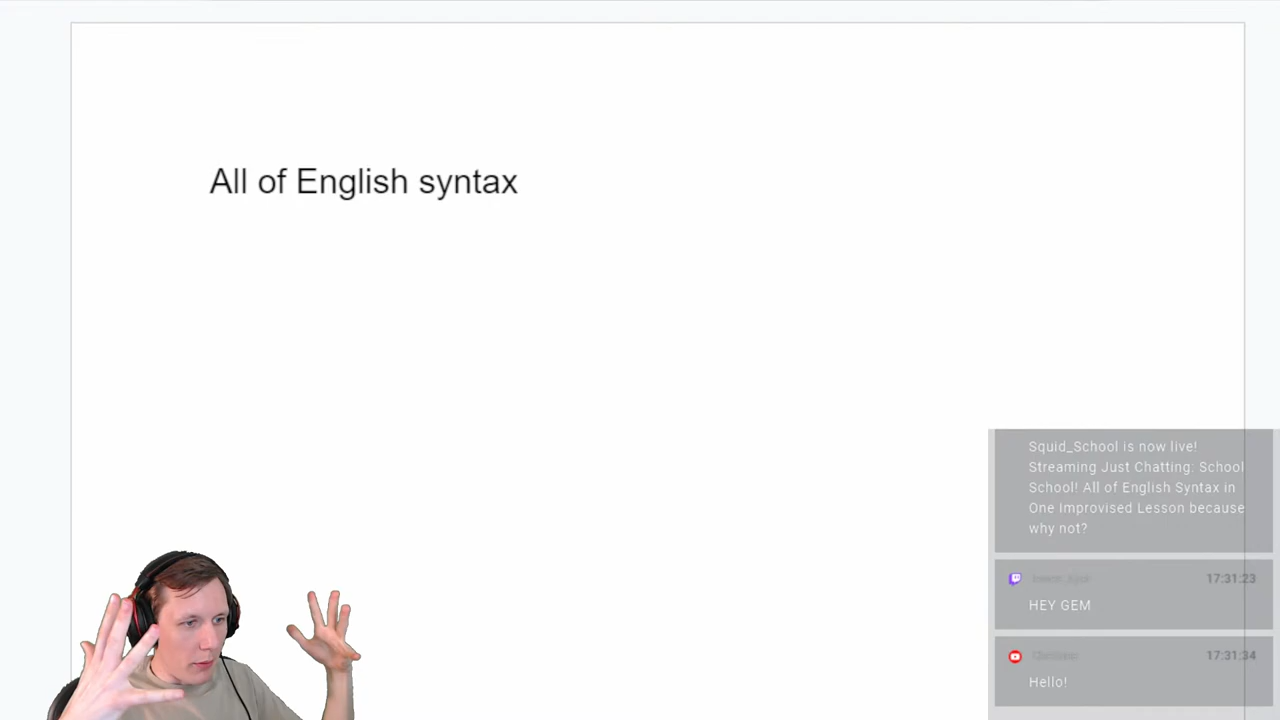 All of English syntax
Squid_School is now live!
Streaming Just Chatting: School
School! All of English Syntax in
One Improvised Lesson because
why not?
17:31:23
HEY GEM
17:31:34
Hello!